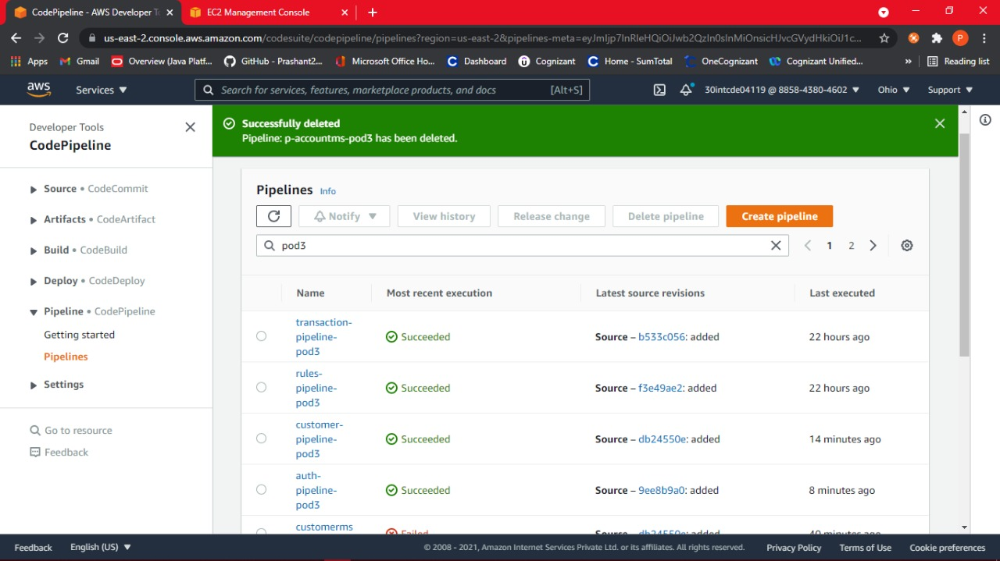 CodePipeline - AWS Developer To
EC2 Management Console
us-east-2.console.aws.amazon.com/codesuite/codepipeline/pipelines?region=us-east-2&pipelines-meta=eyJmIjp7InRleHQiOiJwb2QzIn0sInMiOnsicHJvcGVydHkiOiJ1c...
P
Apps
Gmail
Overview (Java Platf...
GitHub - Prashant2...
Microsoft Office Ho...
Dashboard
Cognizant
Home - SumTotal
OneCognizant
Cognizant Unified...
»
Reading list
aws
Services
Search for services, features, marketplace products, and docs
[Alt+S]
30intcde04119 @ 8858-4380-4602
Ohio
Support
Developer Tools
CodePipeline
Source • CodeCommit
Artifacts • CodeArtifact
Build • CodeBuild
Deploy • CodeDeploy
Pipeline • CodePipeline
Getting started
Pipelines
Settings
Go to resource
Feedback
Successfully deleted
Pipeline: p-accountms-pod3 has been deleted.
Pipelines Info
Notify
View history
Release change
Delete pipeline
Create pipeline
pod3
1
2
Name
Most recent execution
Latest source revisions
Last executed
transaction-
pipeline-
pod3
Succeeded
Source – b533c056: added
22 hours ago
rules-
pipeline-
pod3
Succeeded
Source – f3e49ae2: added
22 hours ago
customer-
pipeline-
pod3
Succeeded
Source – db24550e: added
14 minutes ago
auth-
pipeline-
pod3
Succeeded
Source – 9ee8b9a0: added
8 minutes ago
customerms
Failed
Source – db24550e: added
40 minutes ago
Feedback
English (US)
© 2008 - 2021, Amazon Internet Services Private Ltd. or its affiliates. All rights reserved.
Privacy Policy
Terms of Use
Cookie preferences